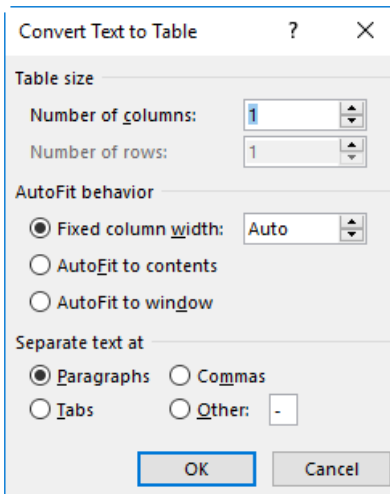 Convert Text to Table ?
Table size
Number of columns: 1
Number of rows: 1
AutoFit behavior
Fixed column width: Auto
AutoFit to contents
AutoFit to window
Separate text at
Paragraphs Commas
Tabs Other: -
OK Cancel